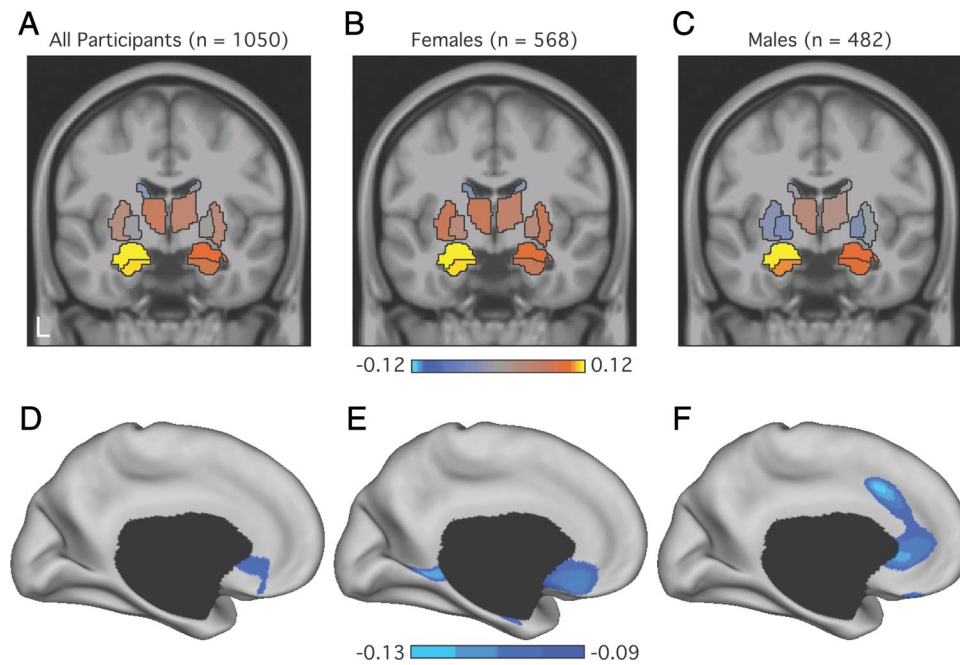 A
All Participants (n = 1050)
B
Females (n = 568)
C
Males (n = 482)
L
-0.12 0.12
D
E
F
-0.13 -0.09